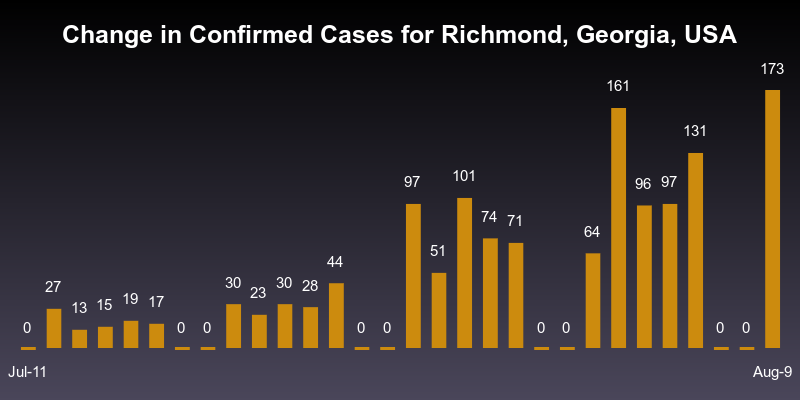 Change in Confirmed Cases for Richmond, Georgia, USA
173
161
131
97 101 96 97
74 71
64
51
44
27 30 23 30 28
13 15 19 17
0 0 0 0 0 0 0 0 0
Jul-11 Aug-9